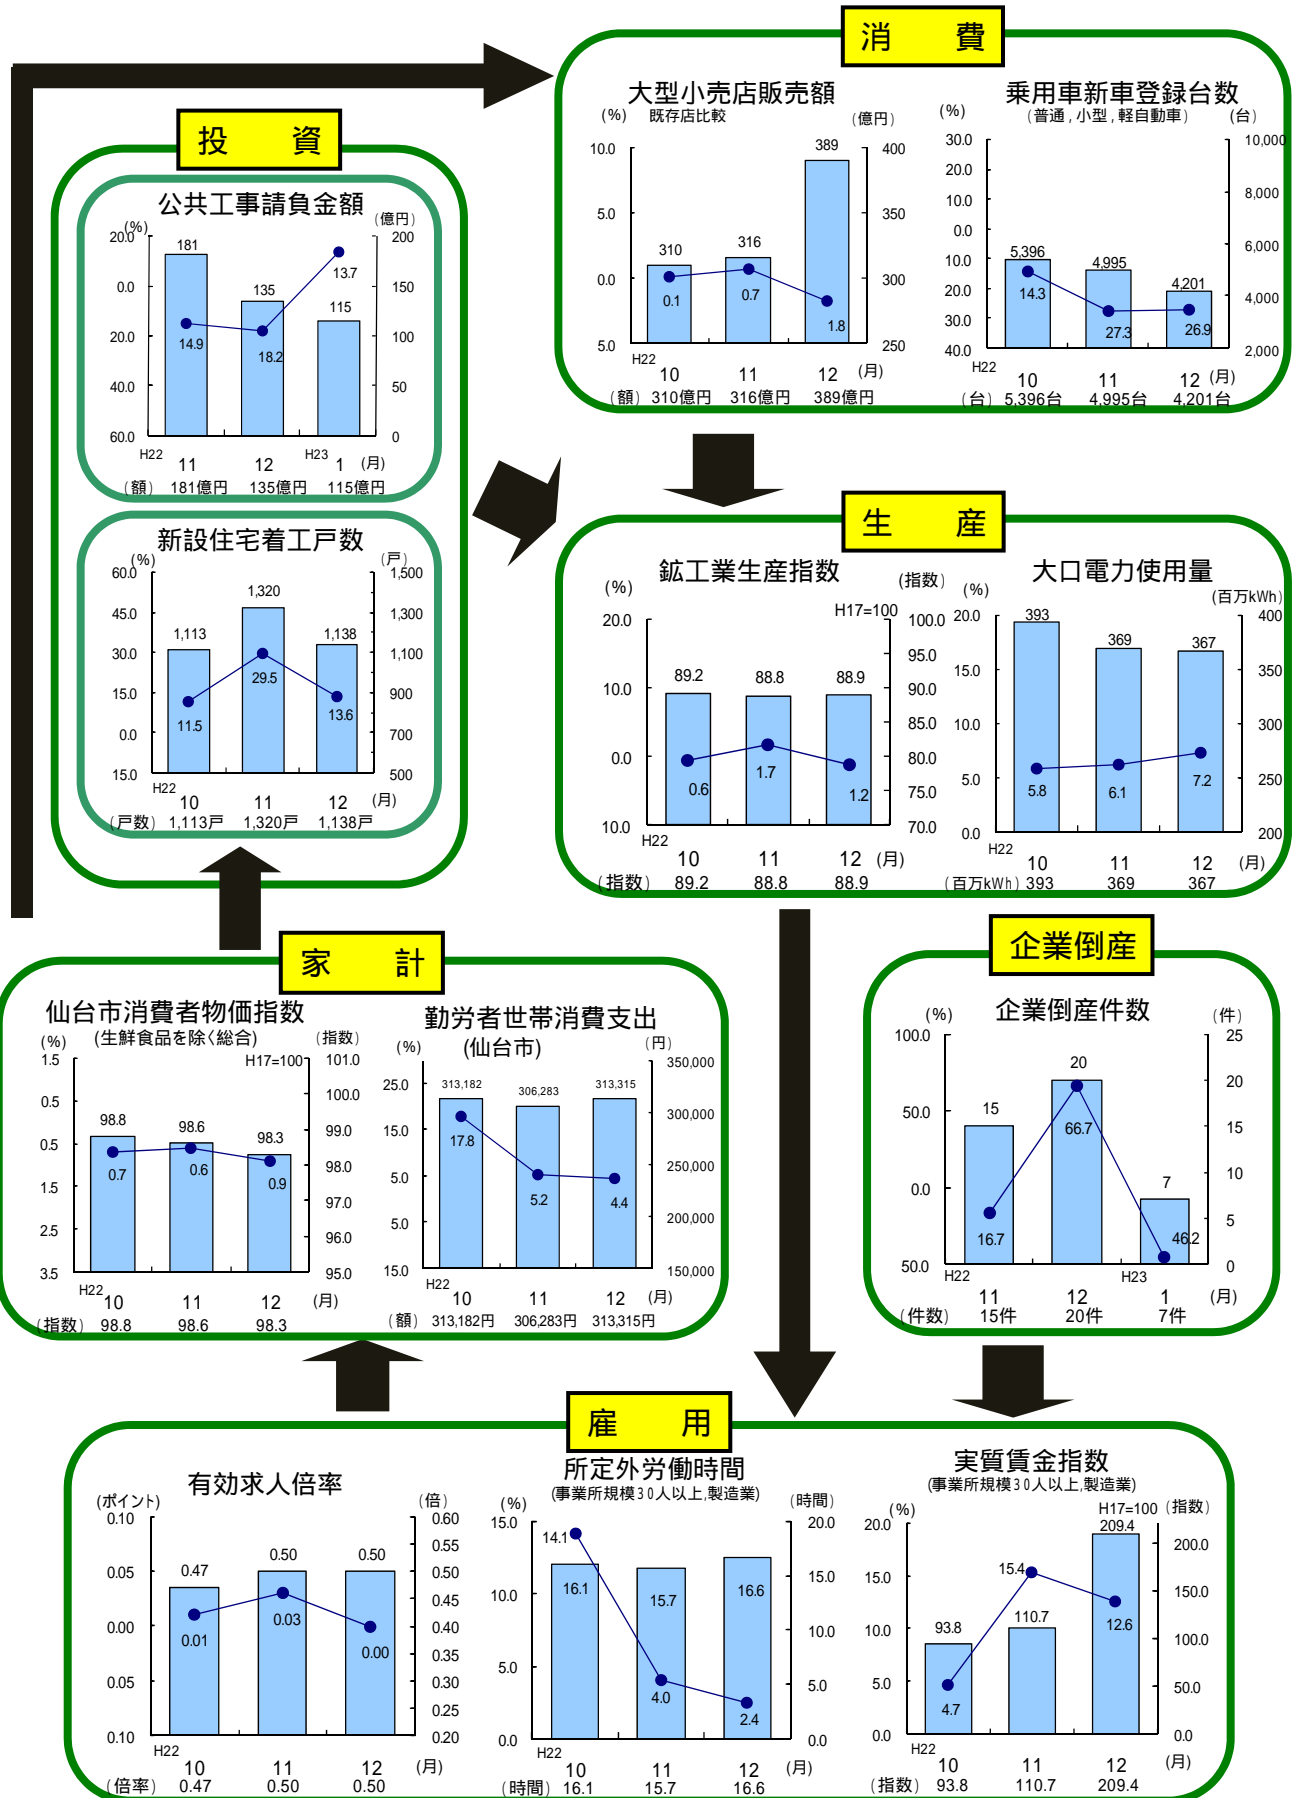 消　費
大型小売店販売額
(%) 既存店比較 (億円)
10.0
5.0
0.0
5.0
400
350
300
250
310
316
389
0.1
0.7
1.8
H22
10 11 12 (月)
(額) 310億円 316億円 389億円
乗用車新車登録台数
(%) (普通,小型,軽自動車) (台)
30.0
20.0
10.0
0.0
10.0
20.0
30.0
40.0
10,000
8,000
6,000
4,000
2,000
5,396
4,995
4,201
14.3
27.3
26.9
H22
10 11 12 (月)
(台) 5,396台 4,995台 4,201台
投　資
公共工事請負金額
(%) (億円)
20.0
0.0
20.0
40.0
60.0
200
150
100
50
0
181
135
115
14.9
18.2
13.7
H22 H23
11 12 1 (月)
(額) 181億円 135億円 115億円
新設住宅着工戸数
(%) (戸)
60.0
45.0
30.0
15.0
0.0
15.0
1,500
1,300
1,100
900
700
500
1,113
1,320
1,138
11.5
29.5
13.6
H22
10 11 12 (月)
(戸数) 1,113戸 1,320戸 1,138戸
生　産
鉱工業生産指数
(%) (指数)
H17=100
20.0
10.0
0.0
10.0
100.0
95.0
90.0
85.0
80.0
75.0
70.0
89.2
88.8
88.9
0.6
1.7
1.2
H22
10 11 12 (月)
(指数) 89.2 88.8 88.9
大口電力使用量
(%) (百万kWh)
20.0
15.0
10.0
5.0
0.0
400
350
300
250
200
393
369
367
5.8
6.1
7.2
H22
10 11 12 (月)
(百万kWh) 393 369 367
家　計
仙台市消費者物価指数
(%) (生鮮食品を除く総合) (指数)
H17=100
1.5
0.5
0.5
1.5
2.5
3.5
101.0
100.0
99.0
98.0
97.0
96.0
95.0
98.8
98.6
98.3
0.7
0.6
0.9
H22
10 11 12 (月)
(指数) 98.8 98.6 98.3
勤労者世帯消費支出
(%) (仙台市) (円)
25.0
15.0
5.0
5.0
15.0
350,000
300,000
250,000
200,000
150,000
313,182
306,283
313,315
17.8
5.2
4.4
H22
10 11 12 (月)
(額) 313,182円 306,283円 313,315円
企業倒産
企業倒産件数
(%) (件)
100.0
50.0
0.0
50.0
25
20
15
10
5
0
15
20
7
16.7
66.7
46.2
H22 H23
11 12 1 (月)
(件数) 15件 20件 7件
雇　用
有効求人倍率
(ポイント) (倍)
0.10
0.05
0.00
0.05
0.10
0.60
0.55
0.50
0.45
0.40
0.35
0.30
0.25
0.20
0.47
0.50
0.50
0.01
0.03
0.00
H22
10 11 12 (月)
(倍率) 0.47 0.50 0.50
所定外労働時間
(事業所規模30人以上,製造業)
(%) (時間)
15.0
10.0
5.0
0.0
20.0
15.0
10.0
5.0
0.0
14.1
16.1
15.7
16.6
4.0
2.4
H22
10 11 12 (月)
(時間) 16.1 15.7 16.6
実質賃金指数
(事業所規模30人以上,製造業)
(%) H17=100 (指数)
20.0
15.0
10.0
5.0
0.0
200.0
150.0
100.0
50.0
0.0
93.8
110.7
209.4
4.7
15.4
12.6
H22
10 11 12 (月)
(指数) 93.8 110.7 209.4